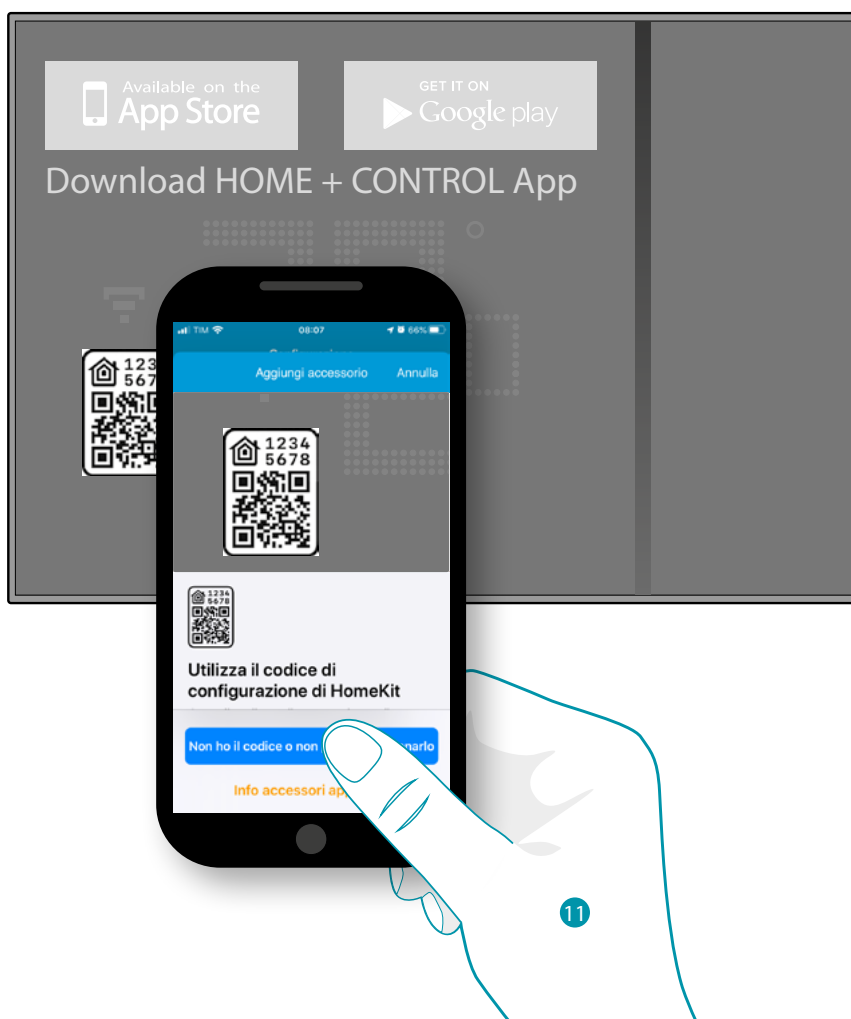 Available on the
App Store
GET IT ON
Google play
Download HOME + CONTROL App
TIM
08:07
66%
Aggiungi accessorio
Annulla
123
567
1234
5678
1234
5678
Utilizza il codice di
configurazione di HomeKit
Non ho il codice o non
Info accessori
11